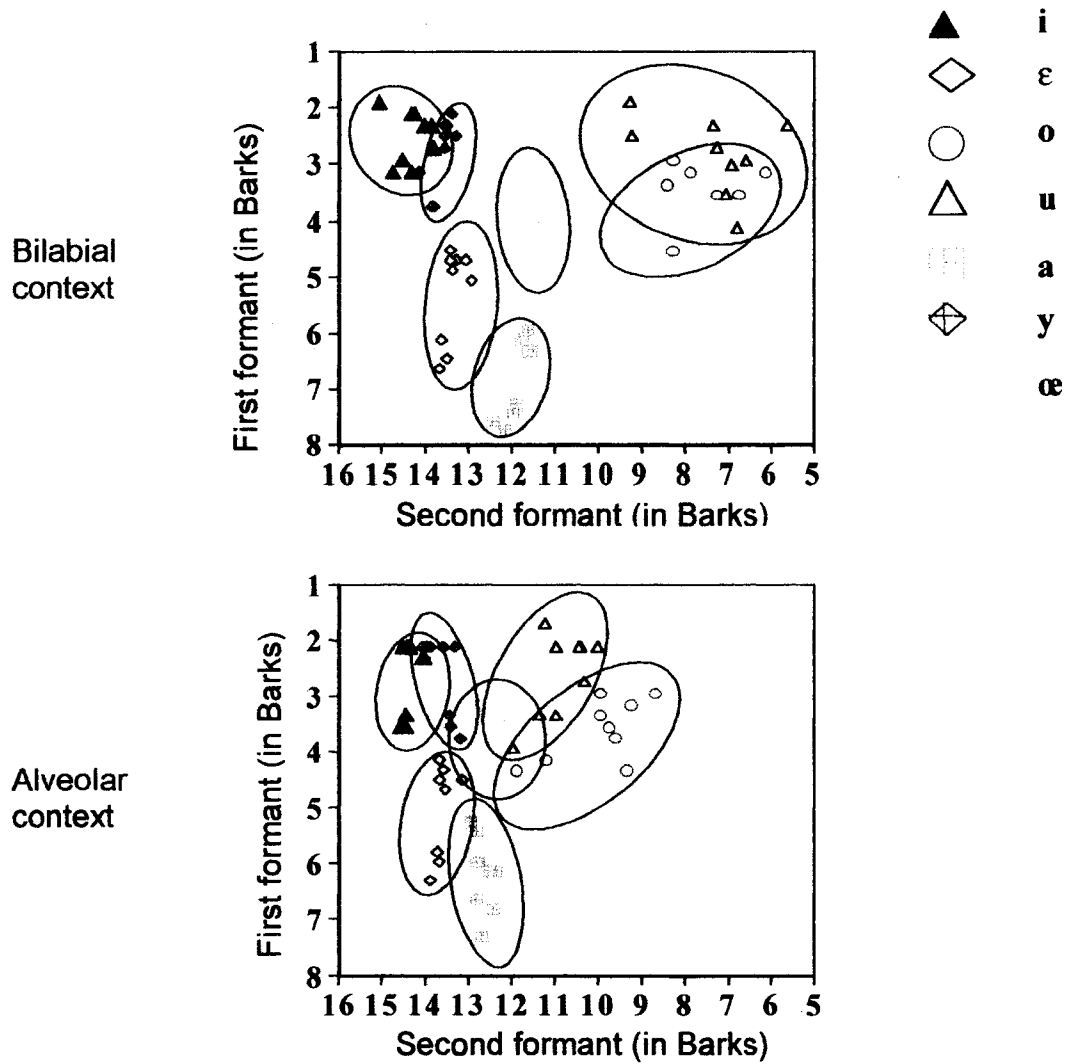 i
ɛ
o
u
a
y
œ
Bilabial
context
First formant (in Barks)
1
2
3
4
5
6
7
8
16 15 14 13 12 11 10 9 8 7 6 5
Second formant (in Barks)
Alveolar
context
First formant (in Barks)
1
2
3
4
5
6
7
8
16 15 14 13 12 11 10 9 8 7 6 5
Second formant (in Barks)